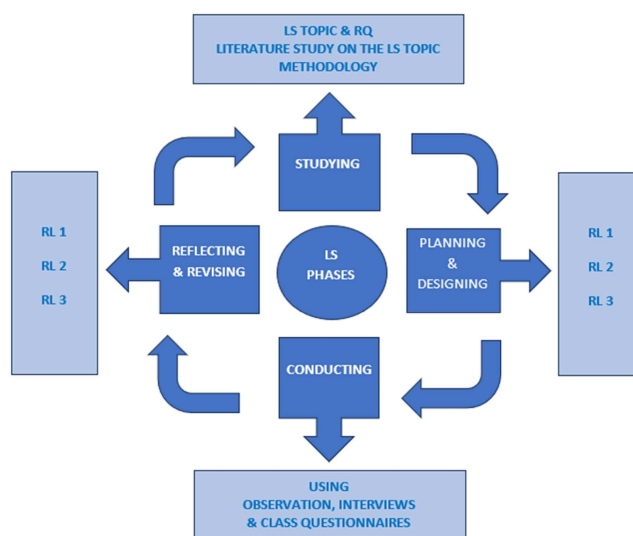 LS TOPIC & RQ
LITERATURE STUDY ON THE LS TOPIC
METHODOLOGY
STUDYING
RL 1
RL 2
RL 3
REFLECTING
& REVISING
LS
PHASES
PLANNING
&
DESIGNING
RL 1
RL 2
RL 3
CONDUCTING
USING
OBSERVATION, INTERVIEWS
& CLASS QUESTIONNAIRES